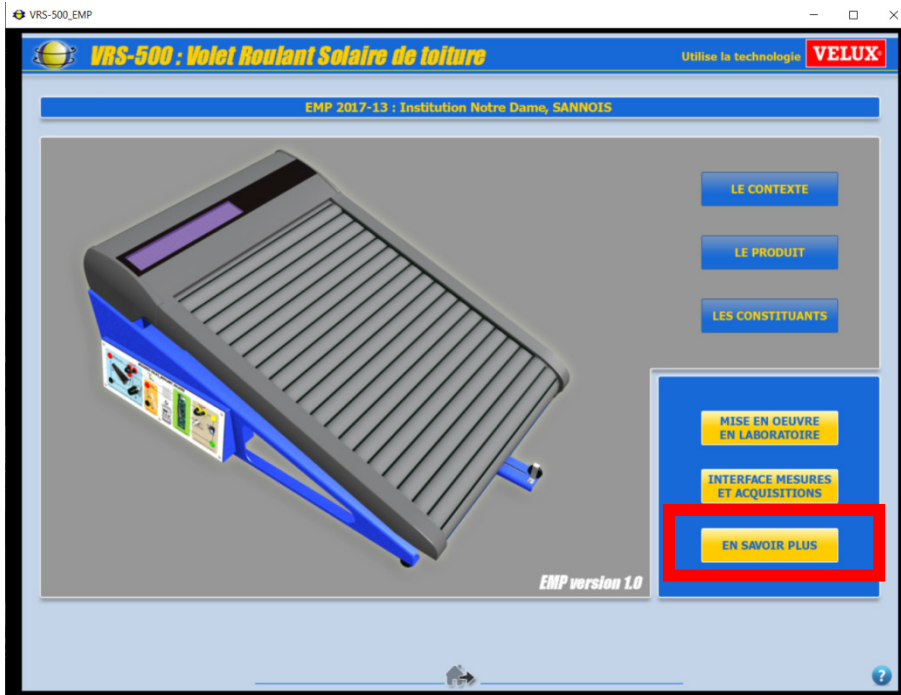 VRS-500_EMP
VRS-500 : Volet Roulant Solaire de toiture
Utilise la technologie VELUX®
EMP 2017-13 : Institution Notre Dame, SANNOIS
LE CONTEXTE
LE PRODUIT
LES CONSTITUANTS
MISE EN OEUVRE
EN LABORATOIRE
INTERFACE MESURES
ET ACQUISITIONS
EN SAVOIR PLUS
EMP version 1.0
?